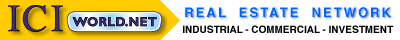 ICI WORLD.NET
REAL ESTATE NETWORK
INDUSTRIAL - COMMERCIAL - INVESTMENT